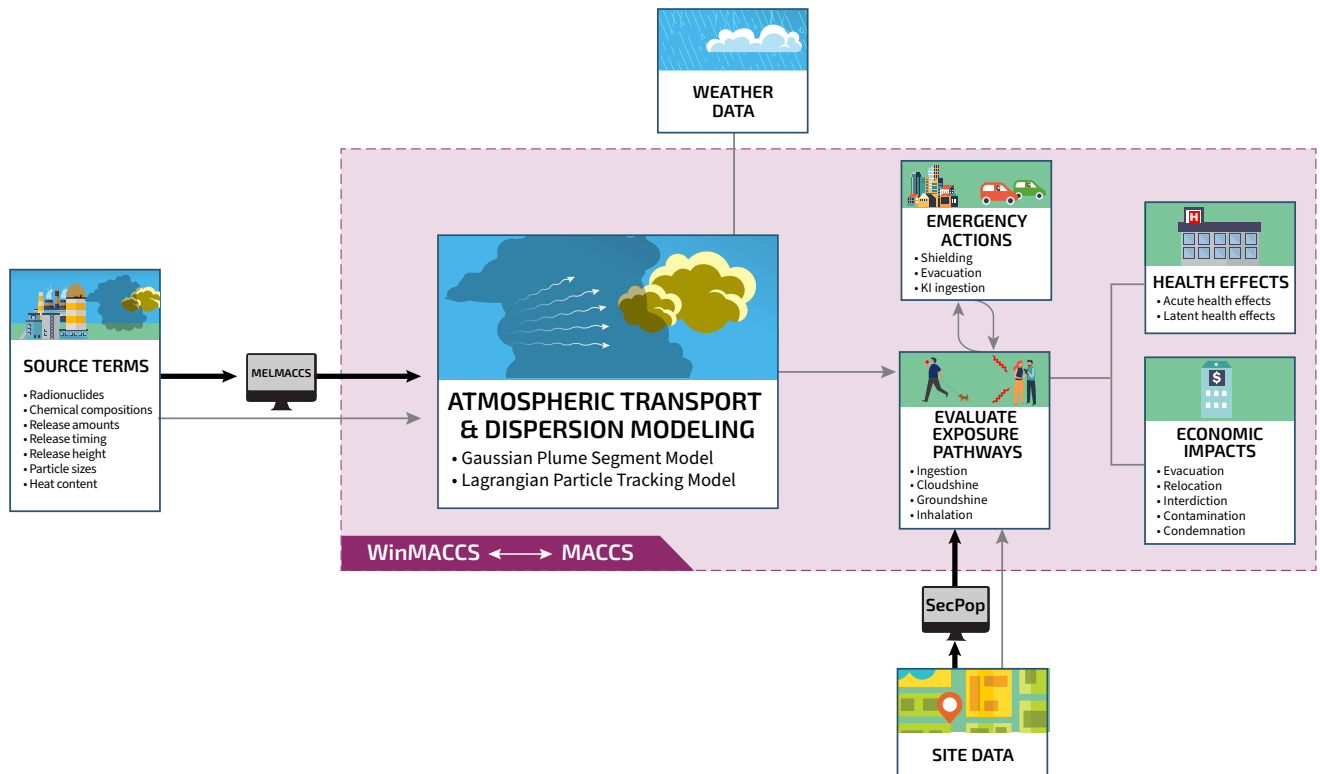 WEATHER
DATA
SOURCE TERMS
• Radionuclides
• Chemical compositions
• Release amounts
• Release timing
• Release height
• Particle sizes
• Heat content
MELMACCS
ATMOSPHERIC TRANSPORT
& DISPERSION MODELING
• Gaussian Plume Segment Model
• Lagrangian Particle Tracking Model
EMERGENCY
ACTIONS
• Shielding
• Evacuation
• KI ingestion
EVALUATE
EXPOSURE
PATHWAYS
• Ingestion
• Cloudshine
• Groundshine
• Inhalation
H
HEALTH EFFECTS
• Acute health effects
• Latent health effects
$
ECONOMIC
IMPACTS
• Evacuation
• Relocation
• Interdiction
• Contamination
• Condemnation
WinMACCS MACCS
SecPop
SITE DATA